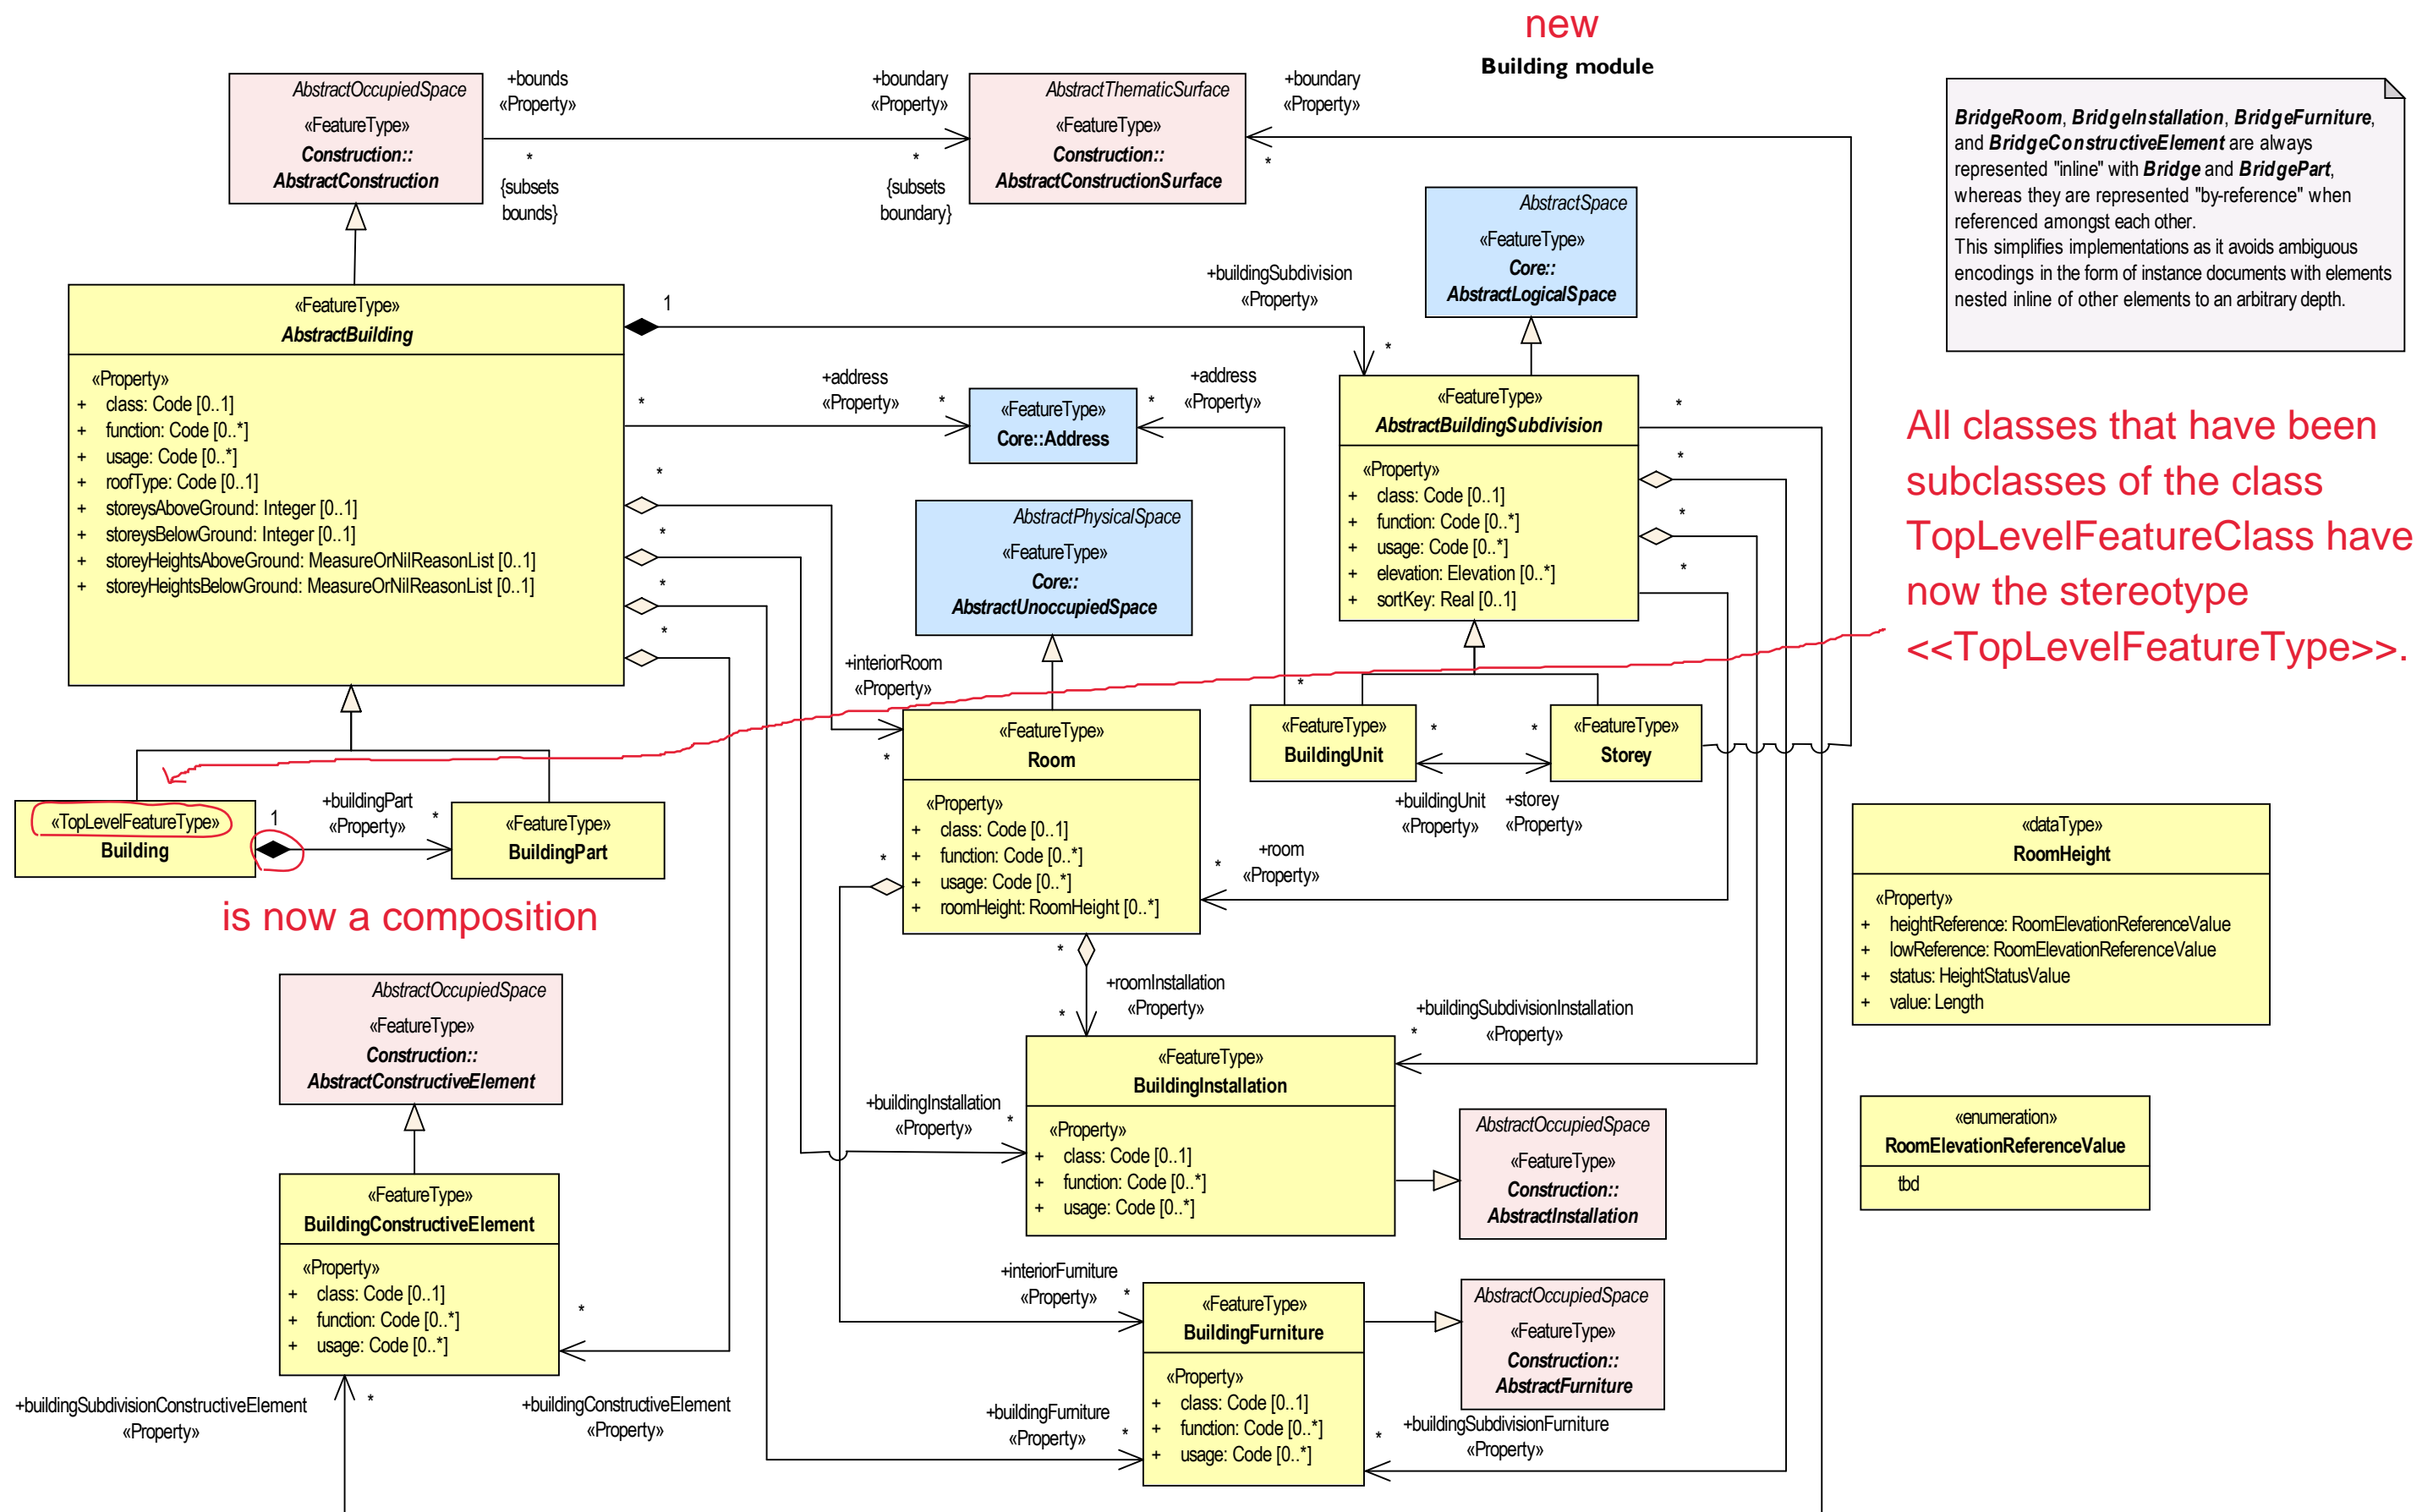 new
Building module
AbstractOccupiedSpace
«FeatureType»
Construction::
AbstractConstruction
+bounds
«Property»
*
{subsets
bounds}
+boundary
«Property»
*
{subsets
boundary}
AbstractThematicSurface
«FeatureType»
Construction::
AbstractConstructionSurface
+boundary
«Property»
*
BridgeRoom, BridgeInstallation, BridgeFurniture,
and BridgeConstructiveElement are always
represented "inline" with Bridge and BridgePart,
whereas they are represented "by-reference" when
referenced amongst each other.
This simplifies implementations as it avoids ambiguous
encodings in the form of instance documents with elements
nested inline of other elements to an arbitrary depth.
AbstractSpace
«FeatureType»
Core::
AbstractLogicalSpace
«FeatureType»
AbstractBuilding
«Property»
+ class: Code [0..1]
+ function: Code [0..*]
+ usage: Code [0..*]
+ roofType: Code [0..1]
+ storeysAboveGround: Integer [0..1]
+ storeysBelowGround: Integer [0..1]
+ storeyHeightsAboveGround: MeasureOrNilReasonList [0..1]
+ storeyHeightsBelowGround: MeasureOrNilReasonList [0..1]
1
+buildingSubdivision
«Property»
*
*
+address
«Property»
*
«FeatureType»
Core::Address
*
+address
«Property»
*
*
*
*
*
«FeatureType»
AbstractBuildingSubdivision
«Property»
+ class: Code [0..1]
+ function: Code [0..*]
+ usage: Code [0..*]
+ elevation: Elevation [0..*]
+ sortKey: Real [0..1]
*
*
*
*
All classes that have been
subclasses of the class
TopLevelFeatureClass have
now the stereotype
<<TopLevelFeatureType>>.
AbstractPhysicalSpace
«FeatureType»
Core::
AbstractUnoccupiedSpace
+interiorRoom
«Property»
*
«FeatureType»
Room
«Property»
+ class: Code [0..1]
+ function: Code [0..*]
+ usage: Code [0..*]
+ roomHeight: RoomHeight [0..*]
*
*
«FeatureType»
BuildingUnit
*
*
«FeatureType»
Storey
+buildingUnit
«Property»
+storey
«Property»
+room
«Property»
*
«TopLevelFeatureType»
Building
1
+buildingPart
«Property»
*
«FeatureType»
BuildingPart
is now a composition
«dataType»
RoomHeight
«Property»
+ heightReference: RoomElevationReferenceValue
+ lowReference: RoomElevationReferenceValue
+ status: HeightStatusValue
+ value: Length
AbstractOccupiedSpace
«FeatureType»
Construction::
AbstractConstructiveElement
+roomInstallation
«Property»
*
+buildingSubdivisionInstallation
«Property»
*
«FeatureType»
BuildingInstallation
«Property»
+ class: Code [0..1]
+ function: Code [0..*]
+ usage: Code [0..*]
+buildingInstallation
«Property»
*
AbstractOccupiedSpace
«FeatureType»
Construction::
AbstractInstallation
«enumeration»
RoomElevationReferenceValue
tbd
«FeatureType»
BuildingConstructiveElement
«Property»
+ class: Code [0..1]
+ function: Code [0..*]
+ usage: Code [0..*]
*
+interiorFurniture
«Property»
*
«FeatureType»
BuildingFurniture
«Property»
+ class: Code [0..1]
+ function: Code [0..*]
+ usage: Code [0..*]
AbstractOccupiedSpace
«FeatureType»
Construction::
AbstractFurniture
+buildingSubdivisionConstructiveElement
«Property»
*
+buildingConstructiveElement
«Property»
+buildingFurniture
«Property»
*
+buildingSubdivisionFurniture
«Property»
*